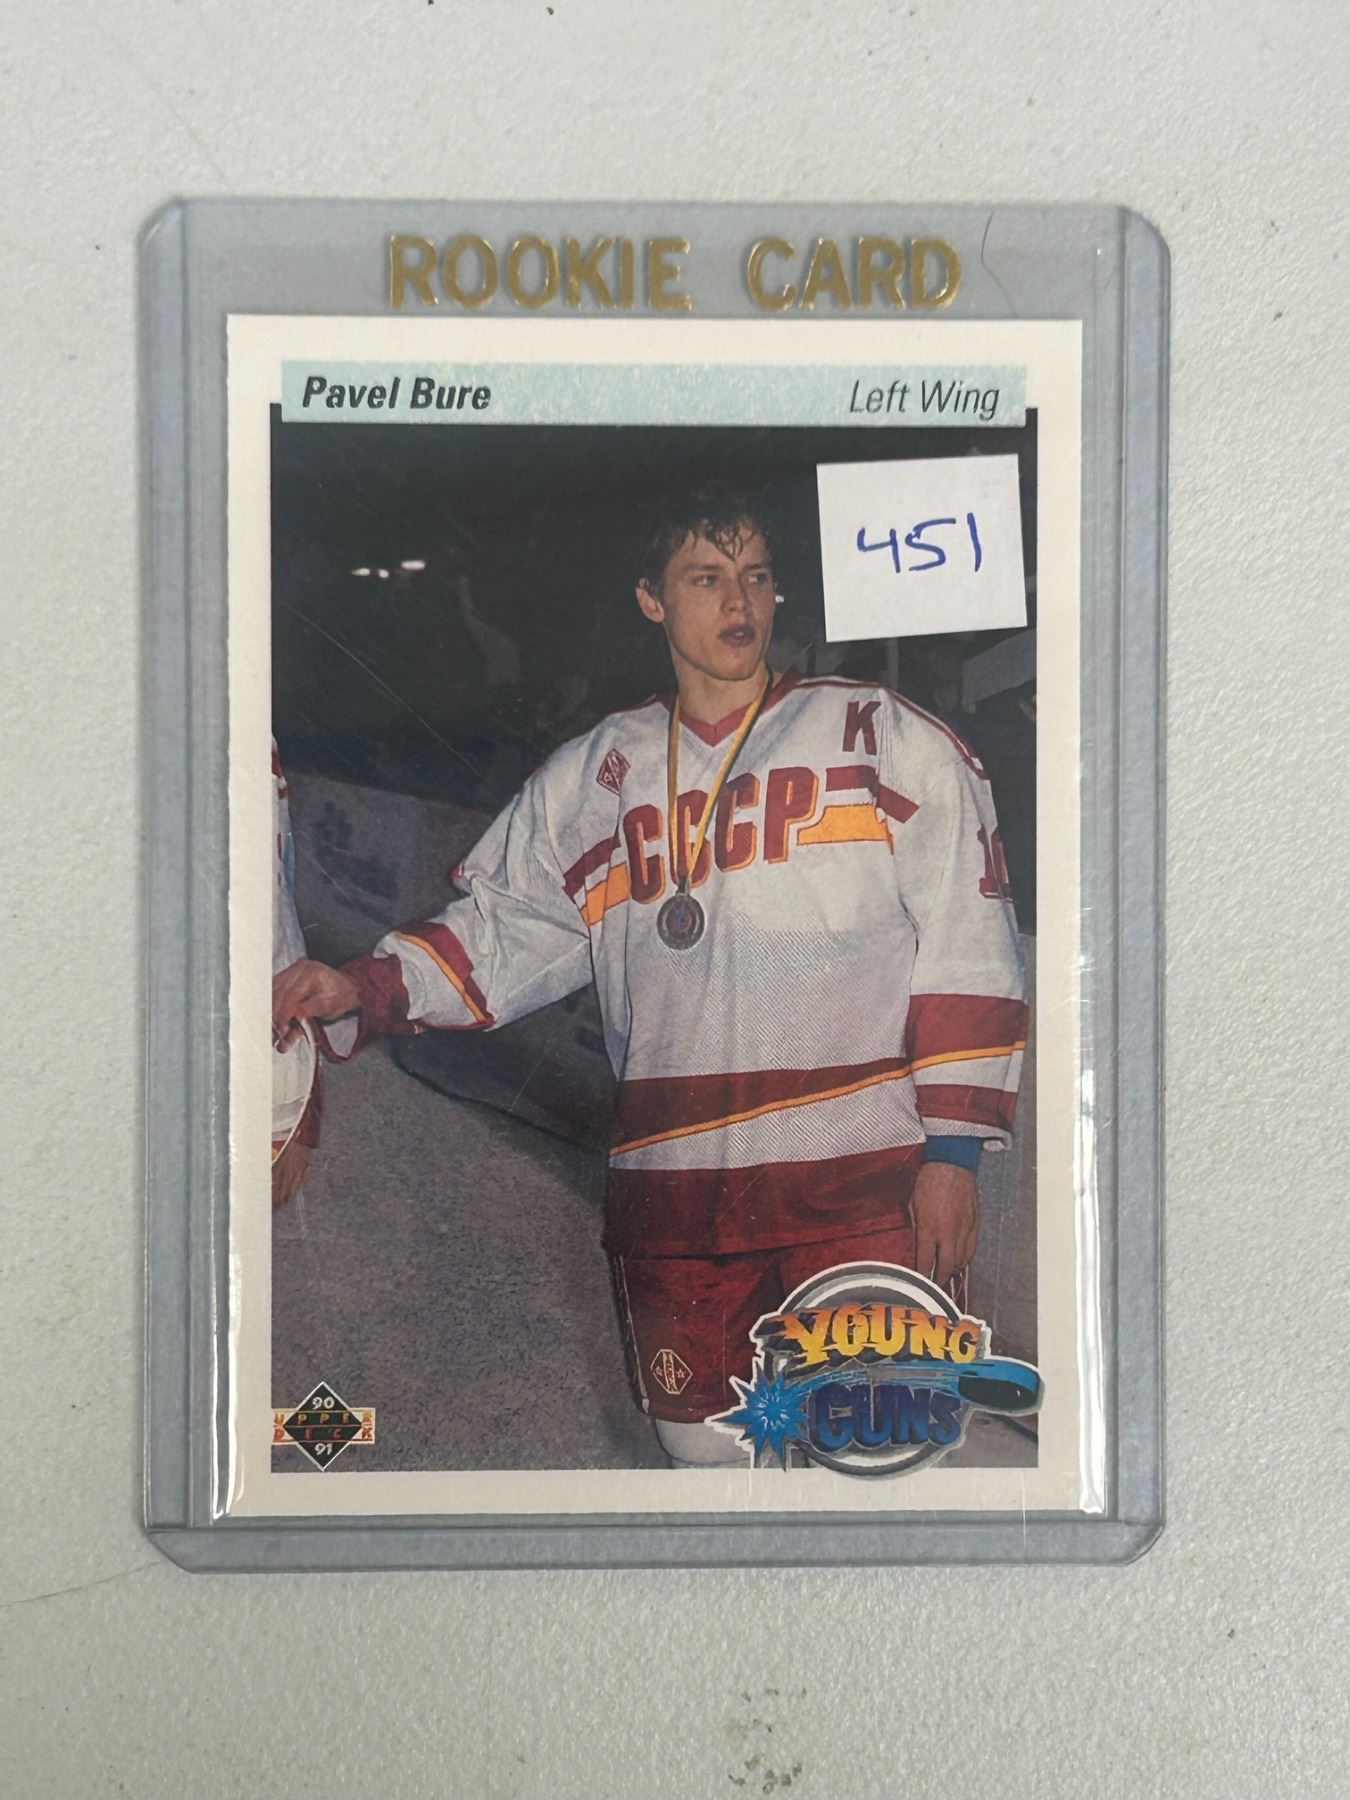 ROOKIE CARD
Pavel Bure Left Wing
451
K
CCCP
YOUNG
GUNS
90
UPPER
DECK
91